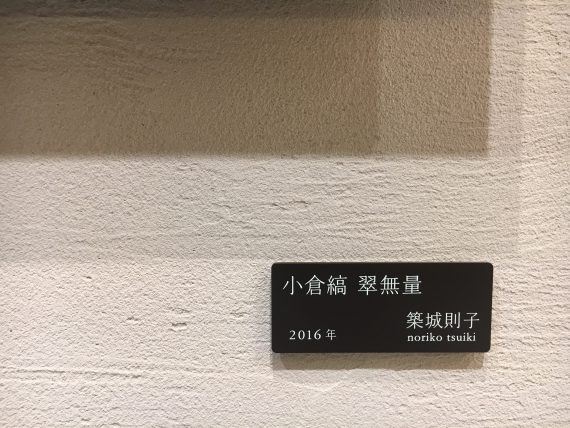 小倉縞 翠無量
2016年
築城則子
noriko tsuiki